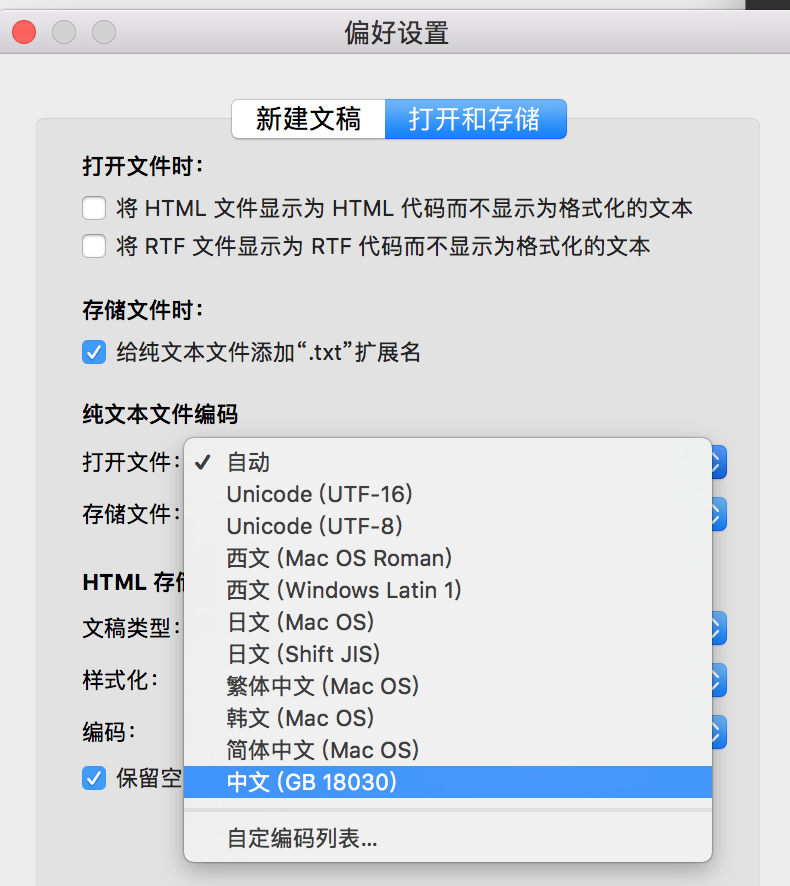 偏好设置
新建文稿 打开和存储
打开文件时：
将 HTML 文件显示为 HTML 代码而不显示为格式化的文本
将 RTF 文件显示为 RTF 代码而不显示为格式化的文本
存储文件时：
给纯文本文件添加“.txt”扩展名
纯文本文件编码
打开文件：
自动
Unicode (UTF-16)
存储文件：
Unicode (UTF-8)
西文 (Mac OS Roman)
HTML 存
西文 (Windows Latin 1)
文稿类型：
日文 (Mac OS)
日文 (Shift JIS)
样式化：
繁体中文 (Mac OS)
韩文 (Mac OS)
编码：
简体中文 (Mac OS)
保留空
中文 (GB 18030)
自定编码列表...